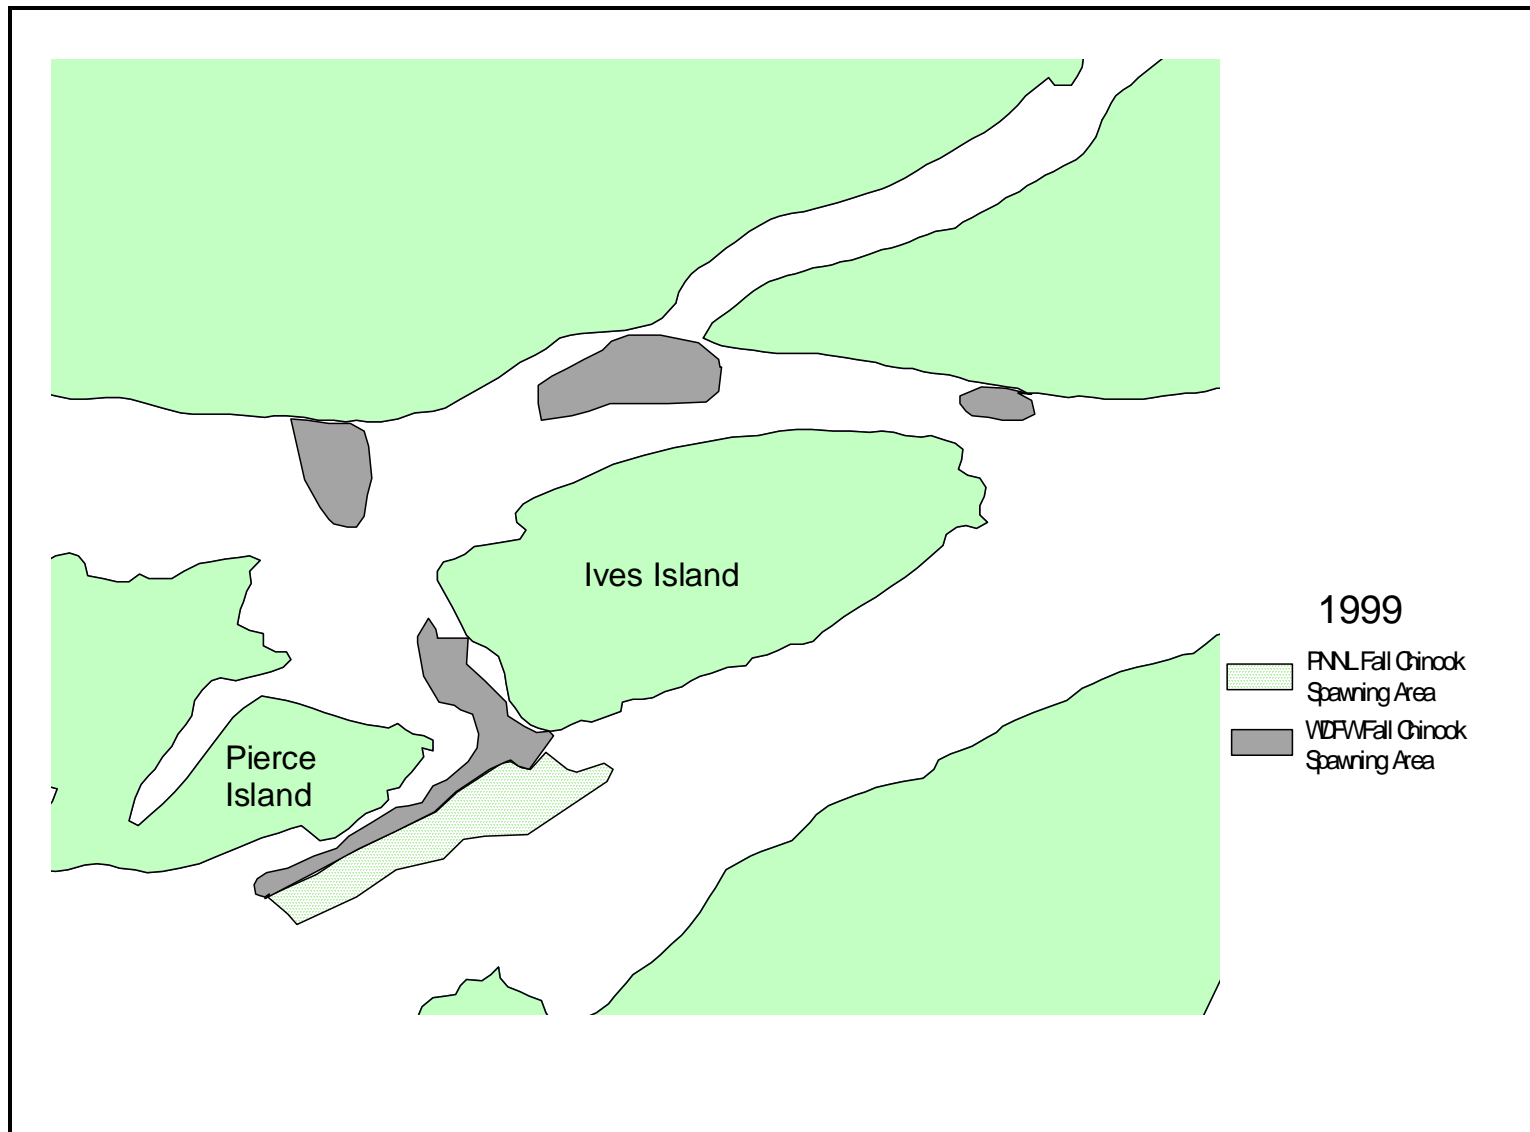 Ives Island
Pierce
Island
1999
PNNL Fall Chinook
Spawning Area
WDFW Fall Chinook
Spawning Area